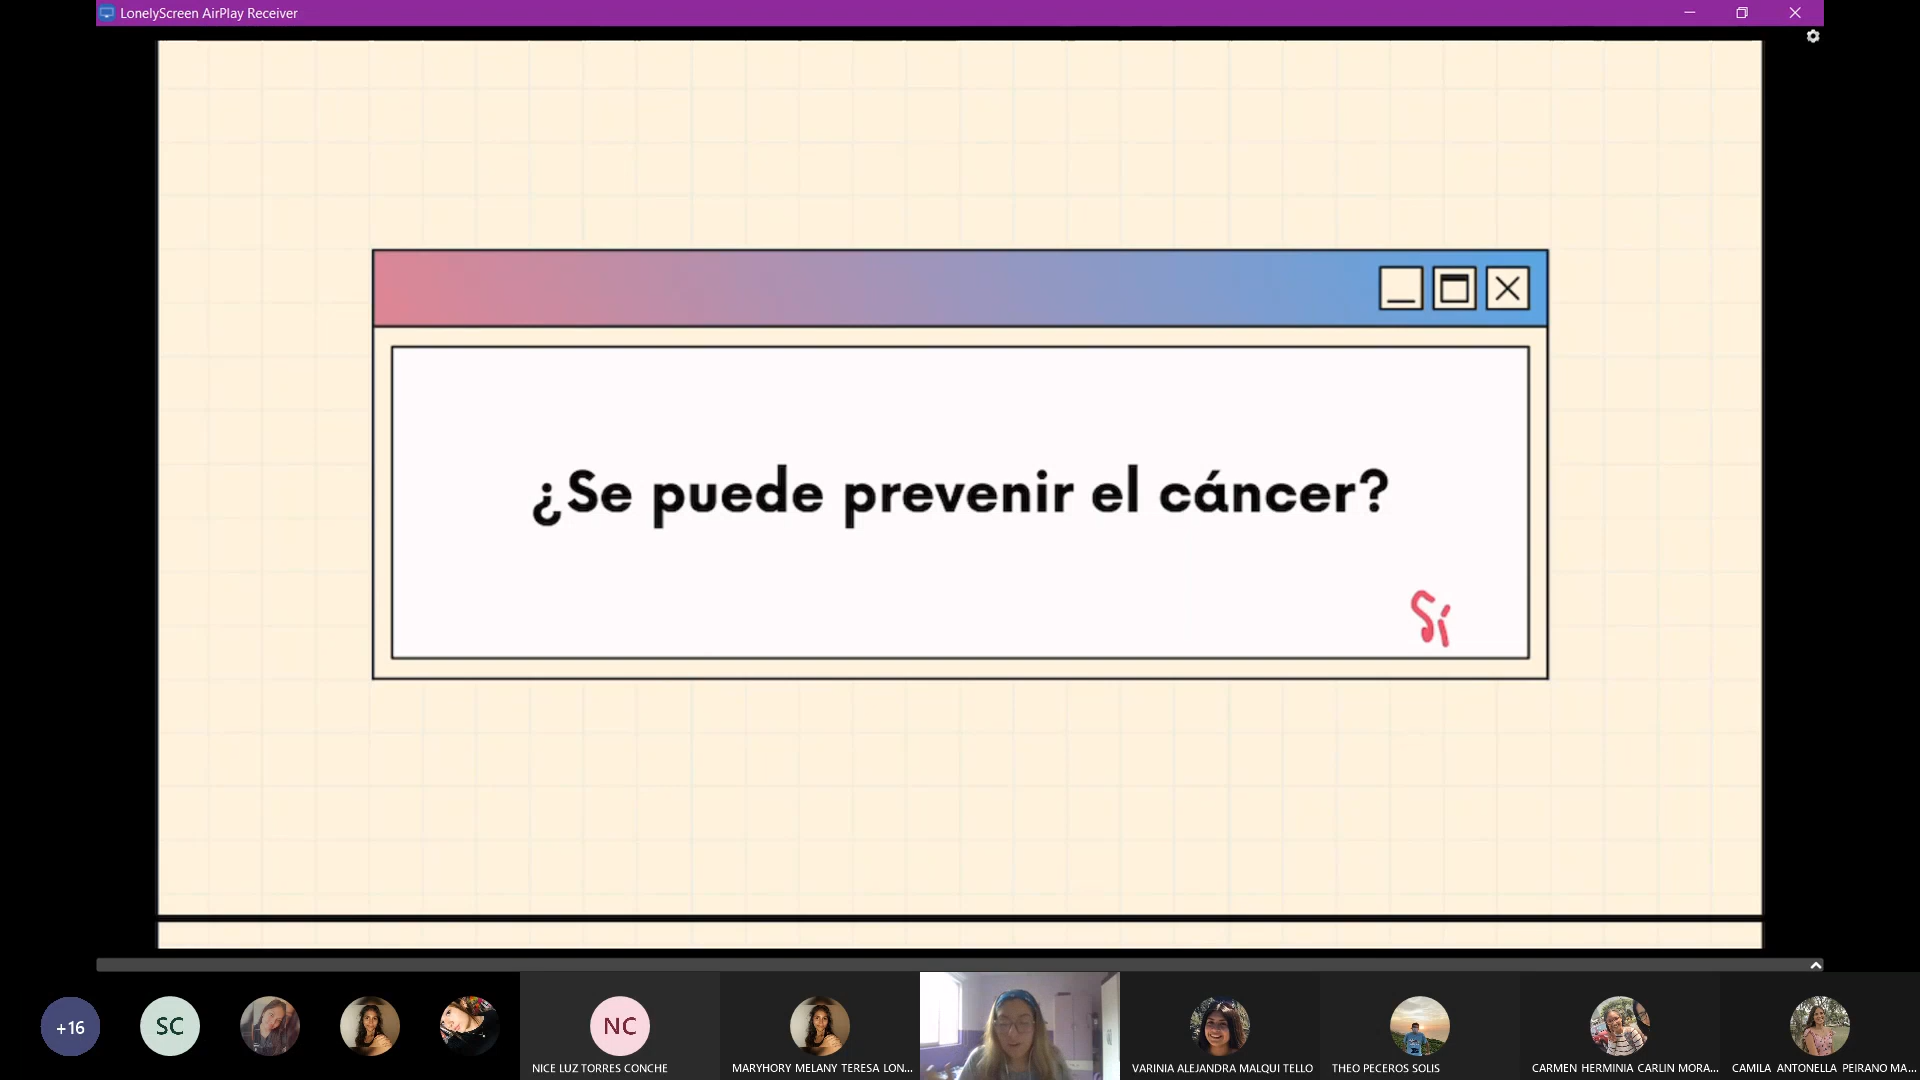 LonelyScreen AirPlay Receiver
¿Se puede prevenir el cáncer?
Sí
+16
SC
NC
NICE LUZ TORRES CONCHE
MARYHORY MELANY TERESA LON...
VARINIA ALEJANDRA MALQUI TELLO
THEO PECEROS SOLIS
CARMEN HERMINIA CARLIN MORA...
CAMILA ANTONELLA PEIRANO MA...